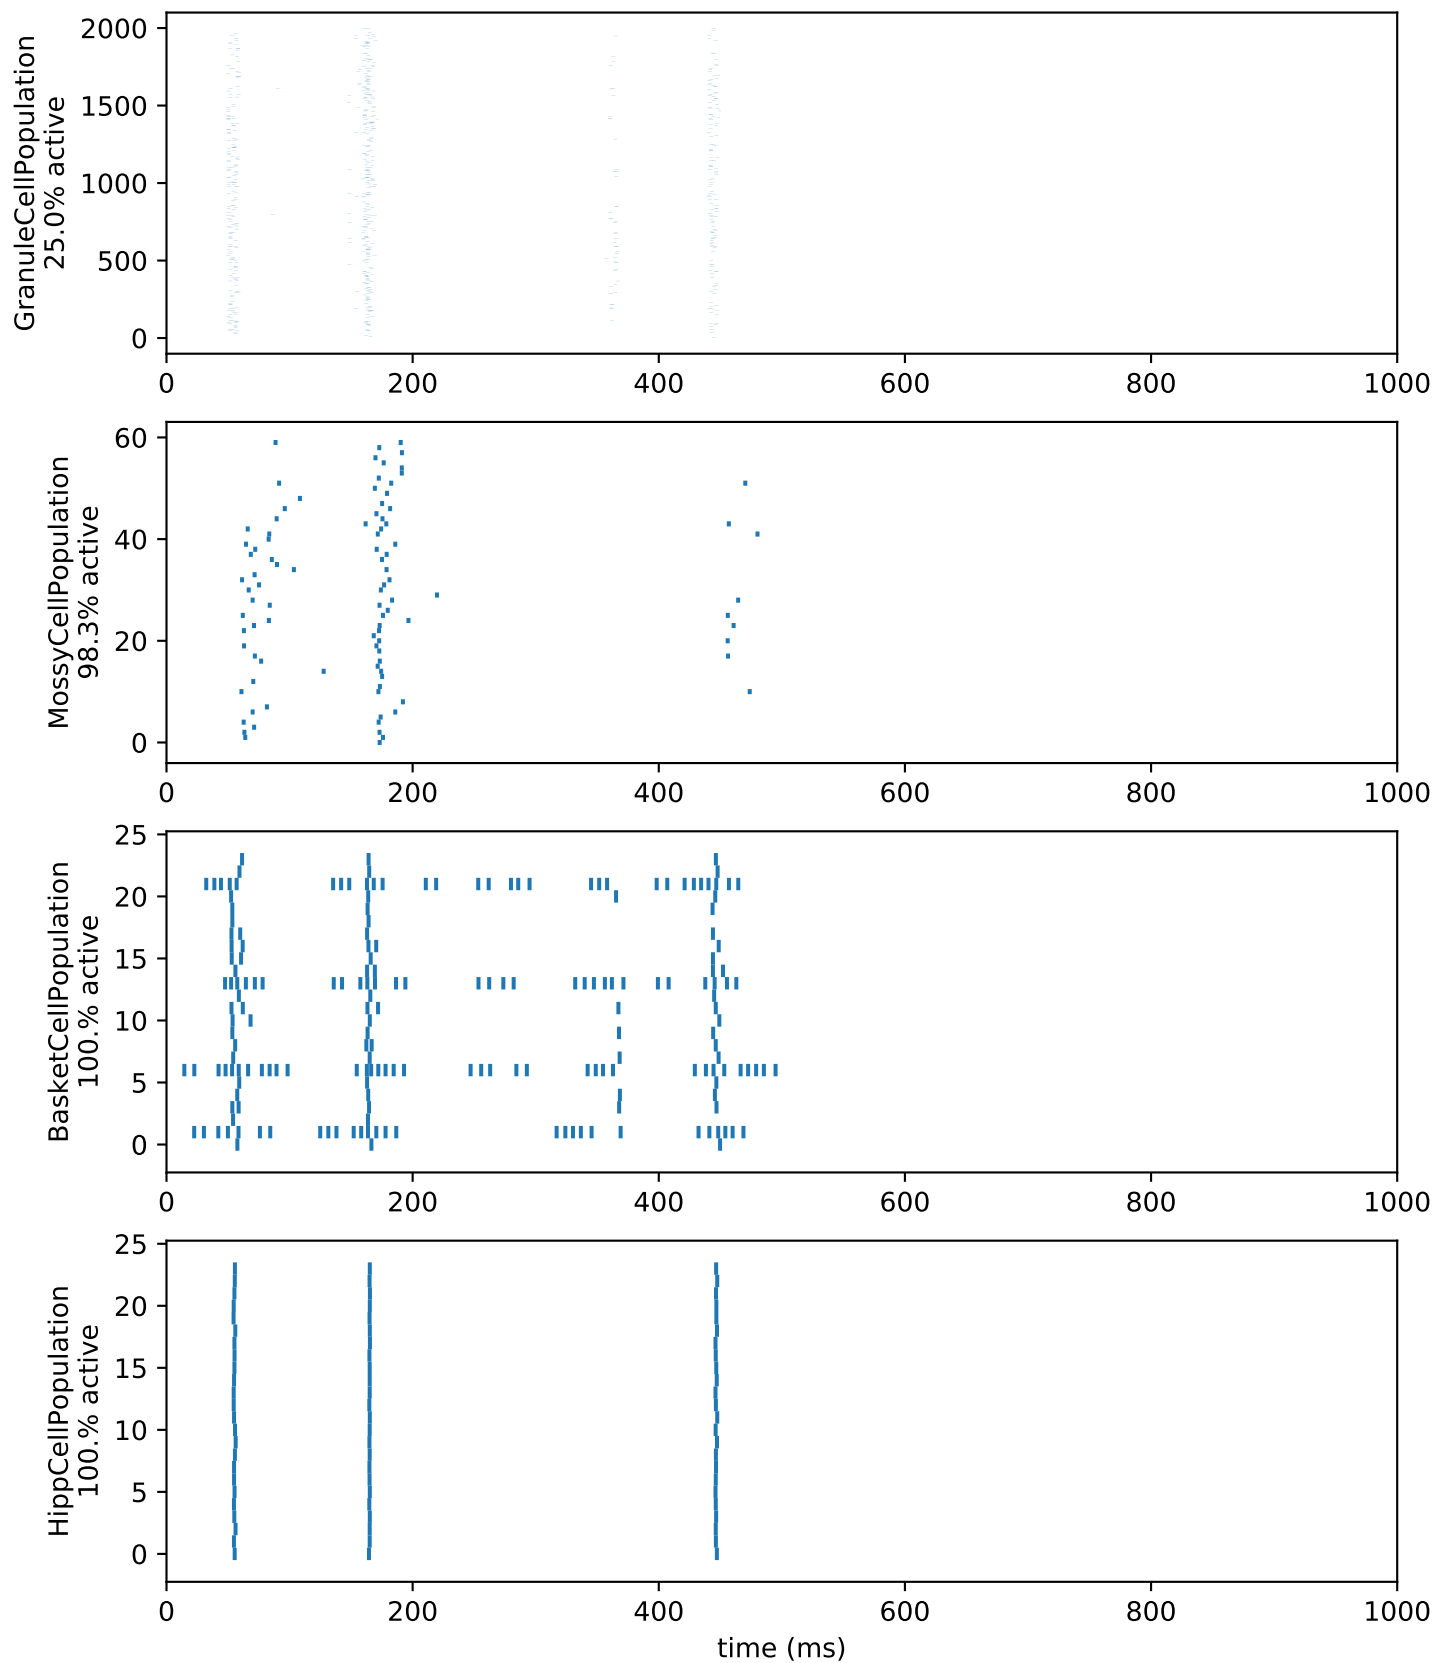 GranuleCellPopulation
25.0% active
2000
1500
1000
500
0
0 200 400 600 800 1000
MossyCellPopulation
98.3% active
60
40
20
0
0 200 400 600 800 1000
BasketCellPopulation
100.% active
25
20
15
10
5
0
0 200 400 600 800 1000
HippCellPopulation
100.% active
25
20
15
10
5
0
0 200 400 600 800 1000
time (ms)